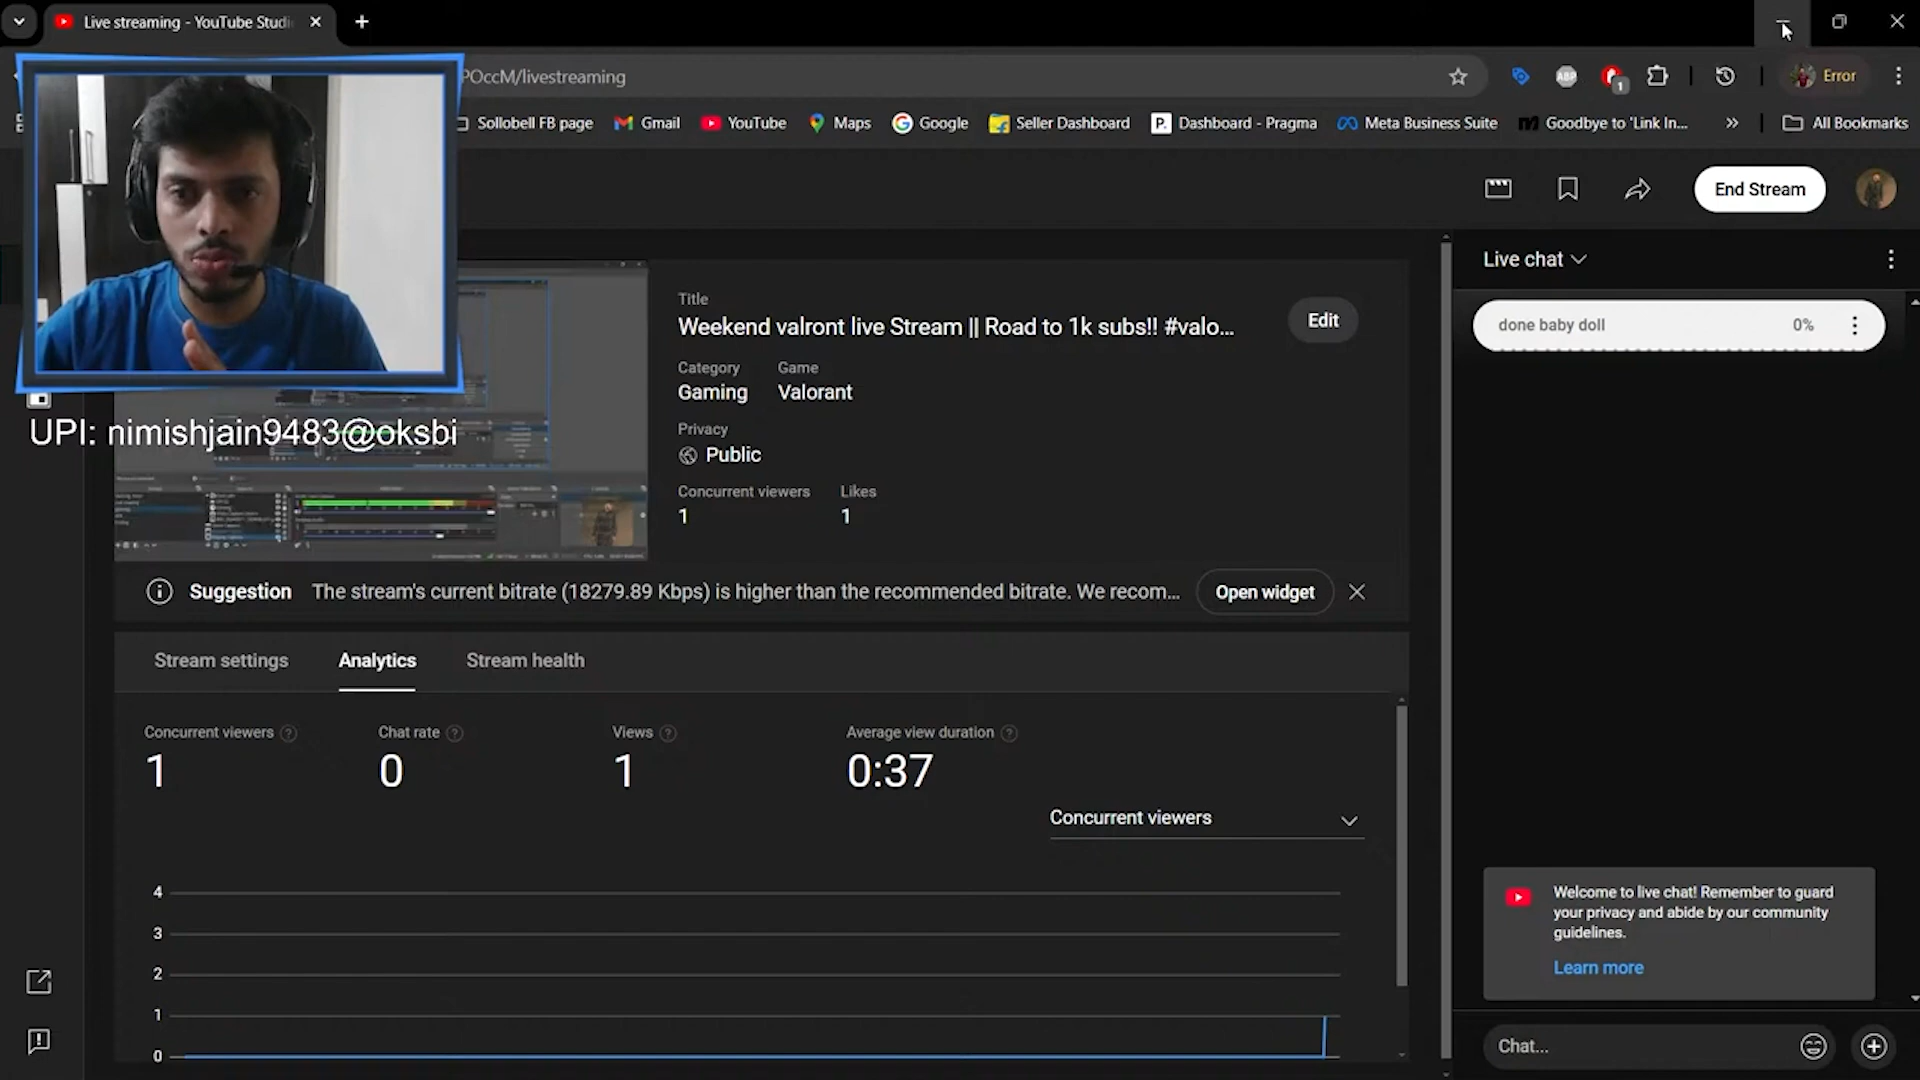 Live streaming - YouTube Studi
POccM/livestreaming
1
Error
Sollobell FB page
Gmail
YouTube
Maps
Google
Seller Dashboard
Dashboard - Pragma
Meta Business Suite
Goodbye to 'Link In...
All Bookmarks
End Stream
UPI: nimishjain9483@oksbi
Title
Weekend valront live Stream || Road to 1k subs!! #valo...
Edit
Category
Game
Gaming
Valorant
Privacy
Public
Concurrent viewers
Likes
1
1
Live chat
done baby doll
0%
Suggestion
The stream's current bitrate (18279.89 Kbps) is higher than the recommended bitrate. We recom...
Open widget
Stream settings
Analytics
Stream health
Concurrent viewers
Chat rate
Views
Average view duration
1
0
1
0:37
Concurrent viewers
4
3
2
1
0
Welcome to live chat! Remember to guard
your privacy and abide by our community
guidelines.
Learn more
Chat...